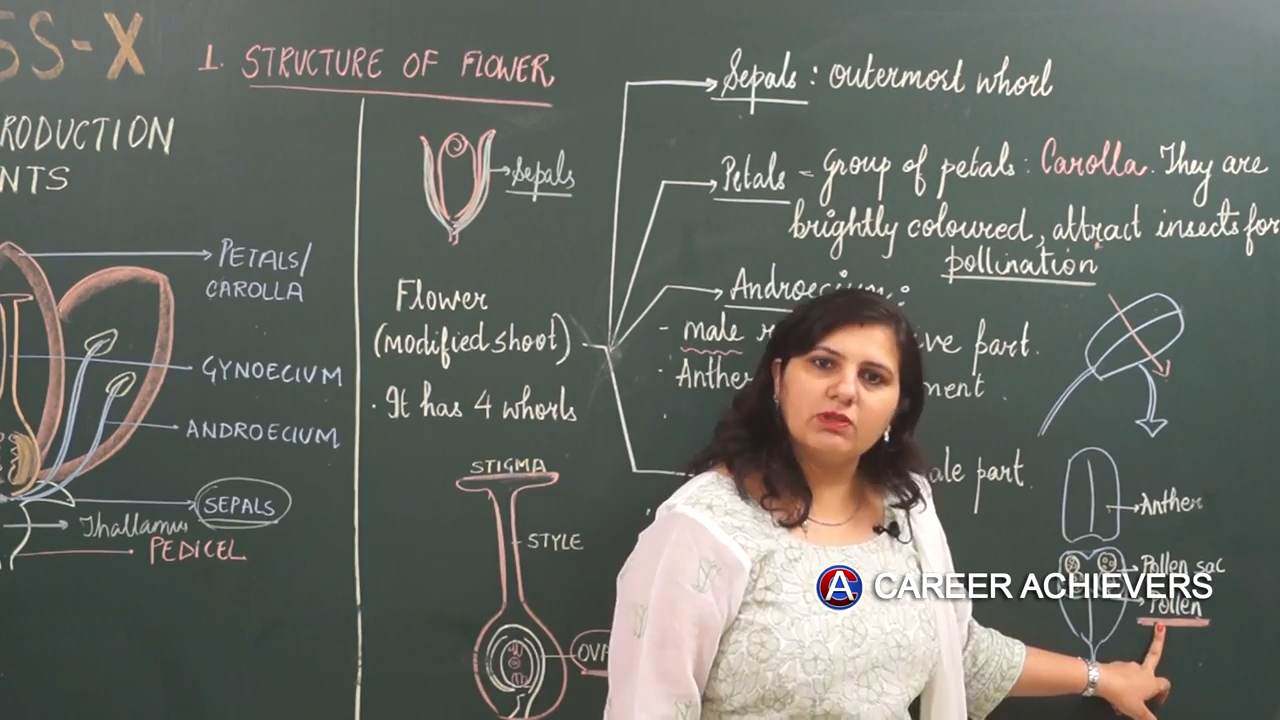 SS-X
1. STRUCTURE OF FLOWER
RODUCTION
NTS
PETALS/
CAROLLA
GYNOECIUM
ANDROECIUM
SEPALS
Thallamus
PEDICEL
Sepals
Flower
(modified shoot)
· It has 4 whorls
STIGMA
STYLE
OVA
Sepals : outermost whorl
Petals = Group of petals : Carolla. They are
brightly coloured, attract insects for
pollination
Androecium :
- male ive part.
· Anther ment
ale part
Anther
Pollen sac
Pollen
CAREER ACHIEVERS